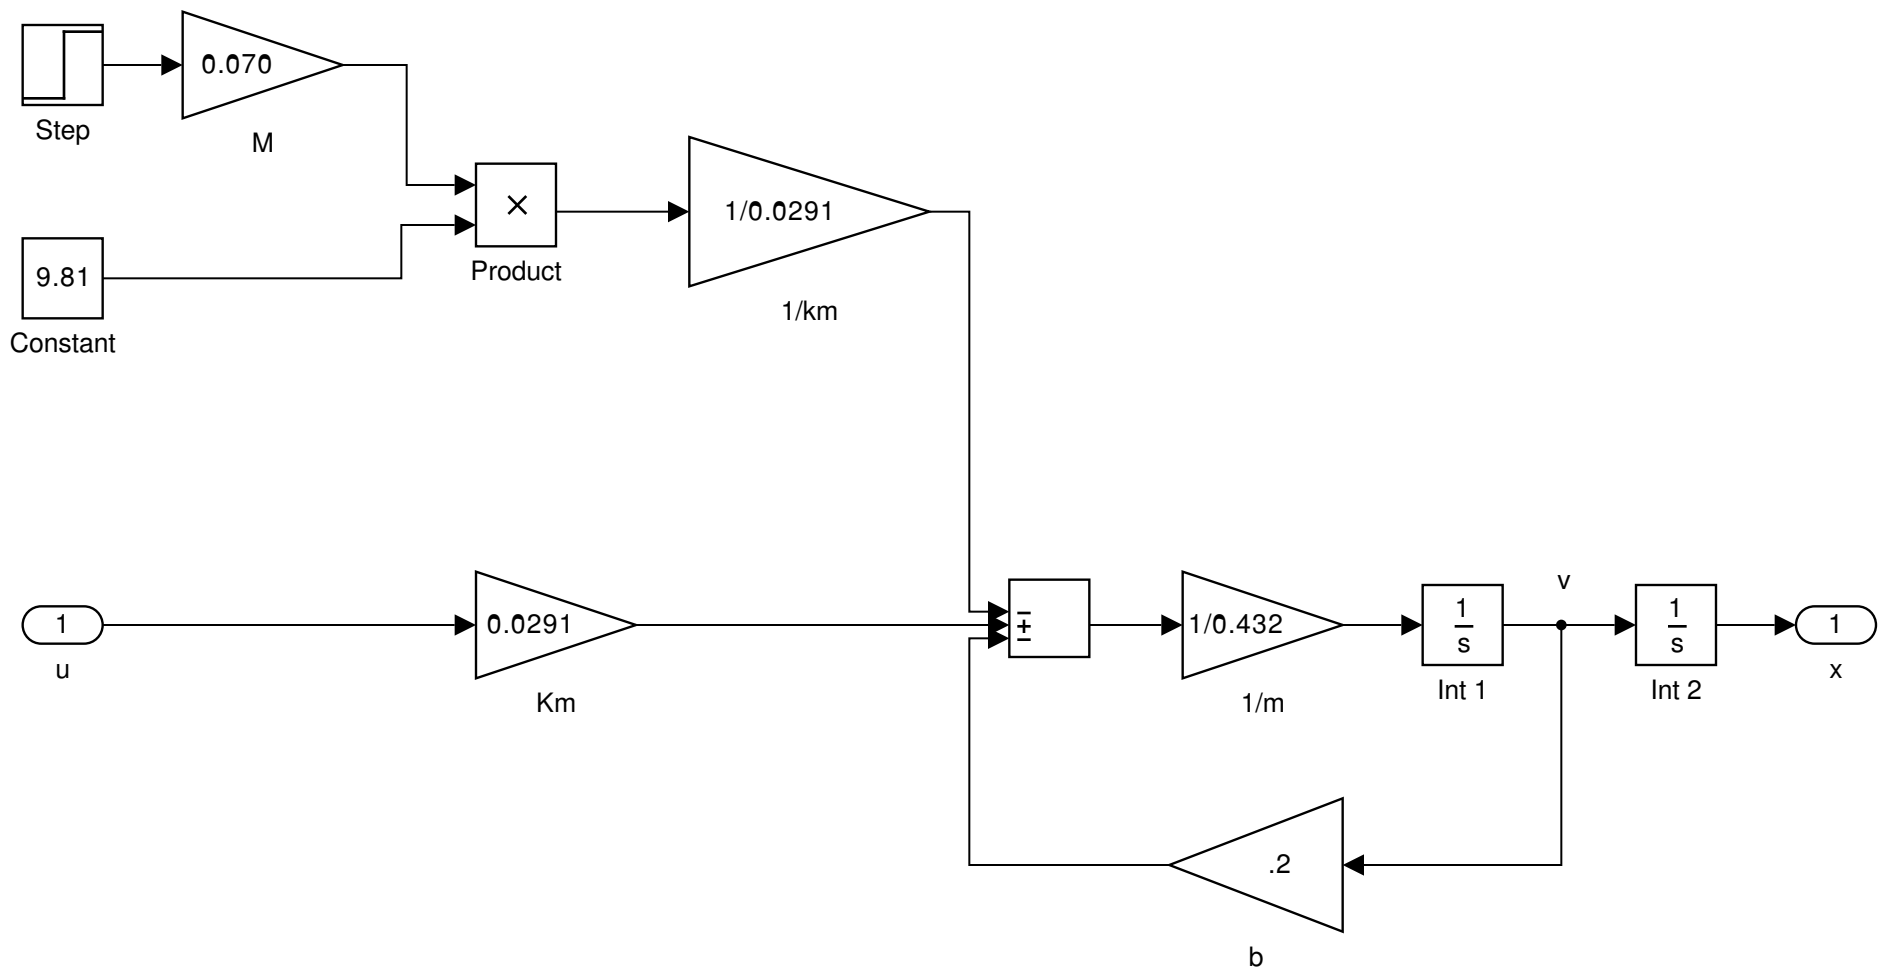 0.070
Step
M
×
1/0.0291
9.81
Product
1/km
Constant
v
1
0.0291
−
+
−
1/0.432
1
s
1
s
1
u
Km
1/m
Int 1
Int 2
x
.2
b